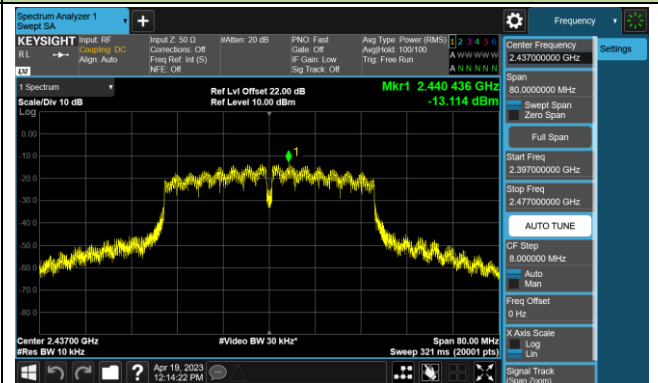 Spectrum Analyzer 1
Swept SA
Frequency
KEYSIGHT
RL
Input: RF
Coupling: DC
Align: Auto
Input Z: 50 Ω
Corrections: Off
Freq Ref: Int (S)
NFE: Off
#Atten: 20 dB
PNO: Fast
Gate: Off
IF Gain: Low
Sig Track: Off
Avg Type: Power (RMS)
Avg|Hold: 100/100
Trig: Free Run
1 2 3 4 5 6
A W W W W W
A N N N N N
LXI
1 Spectrum
Scale/Div 10 dB
Ref Lvl Offset 22.00 dB
Ref Level 10.00 dBm
Mkr1 2.440 436 GHz
-13.114 dBm
Log
0.00
-10.0
-20.0
-30.0
-40.0
-50.0
-60.0
-70.0
-80.0
1
Center 2.43700 GHz
#Res BW 10 kHz
#Video BW 30 kHz*
Span 80.00 MHz
Sweep 321 ms (20001 pts)
Apr 19, 2023
12:14:22 PM
Center Frequency
2.437000000 GHz
Settings
Span
80.0000000 MHz
Swept Span
Zero Span
Full Span
Start Freq
2.397000000 GHz
Stop Freq
2.477000000 GHz
AUTO TUNE
CF Step
8.000000 MHz
Auto
Man
Freq Offset
0 Hz
X Axis Scale
Log
Lin
Signal Track
(Span Zoom)